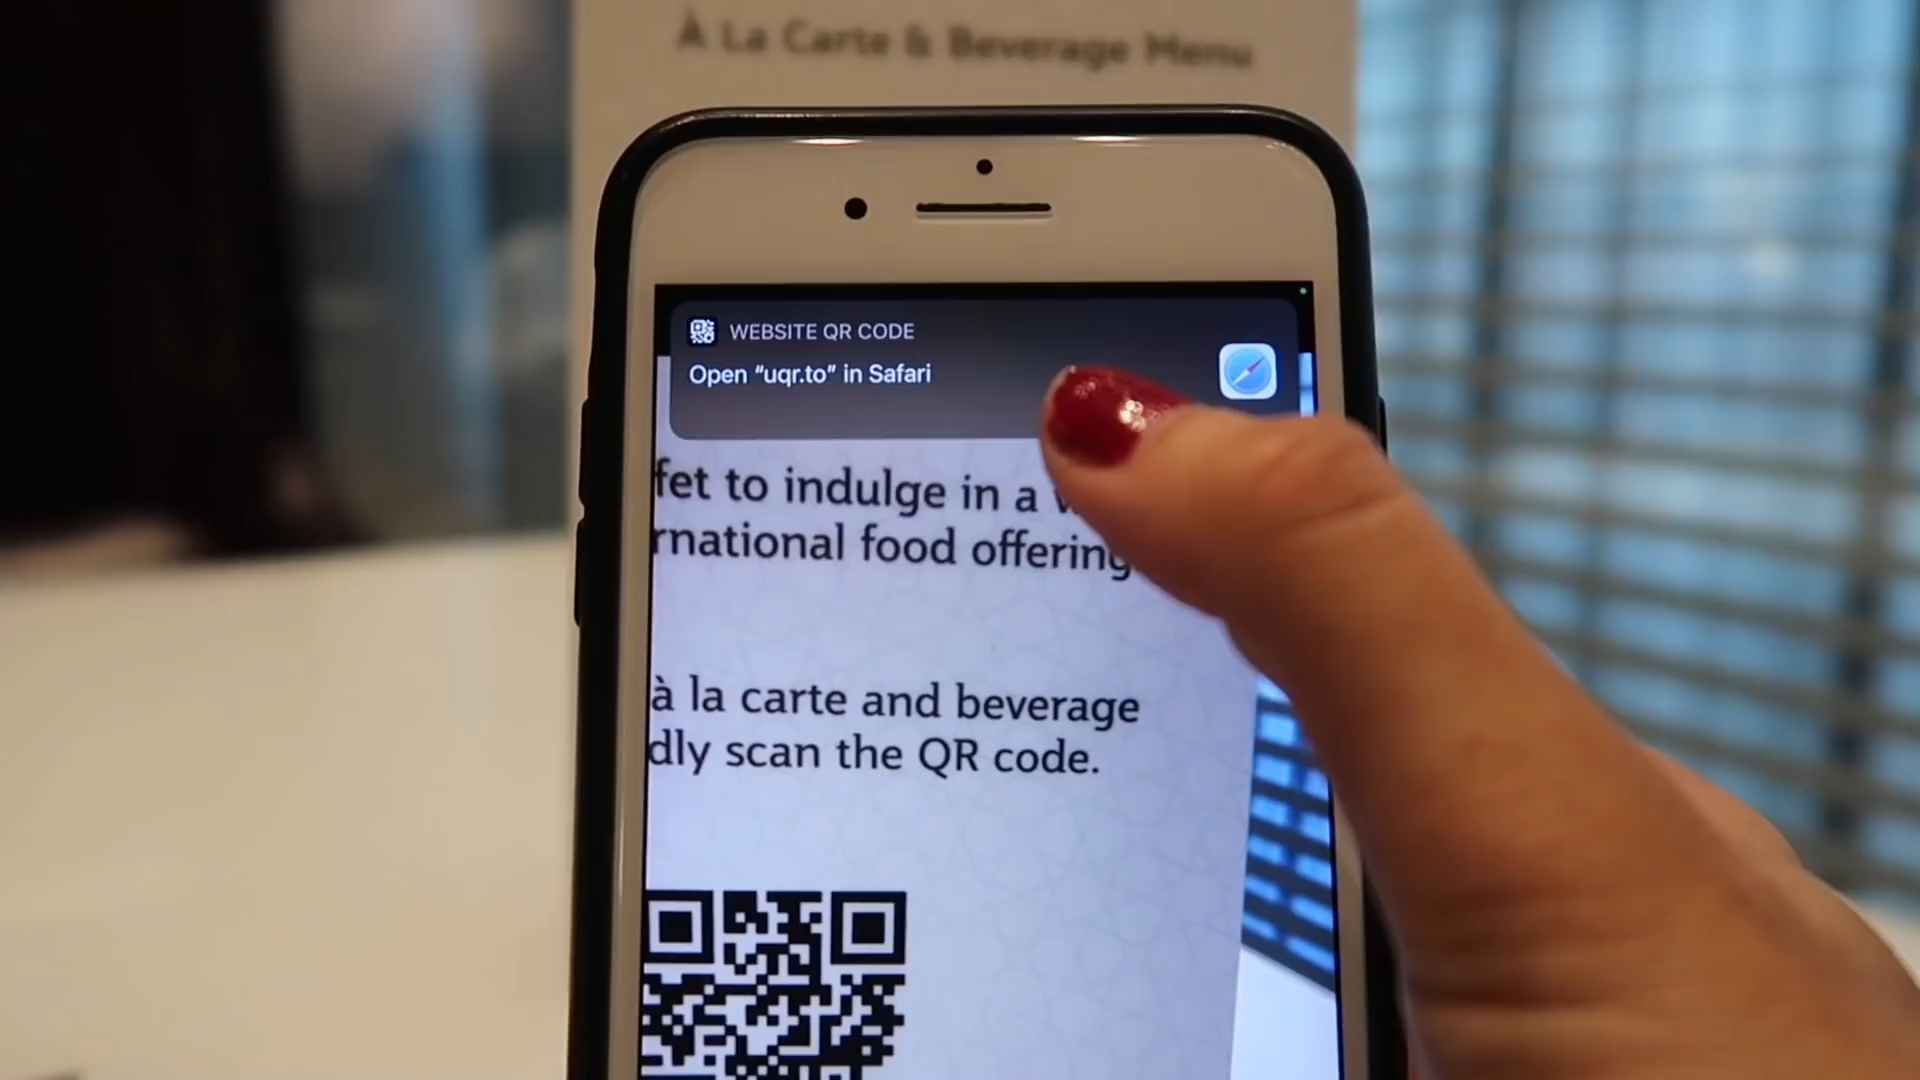 À La Carte & Beverage Menu
WEBSITE QR CODE
Open “uqr.to” in Safari
fet to indulge in a
rnational food offering
à la carte and beverage
dly scan the QR code.